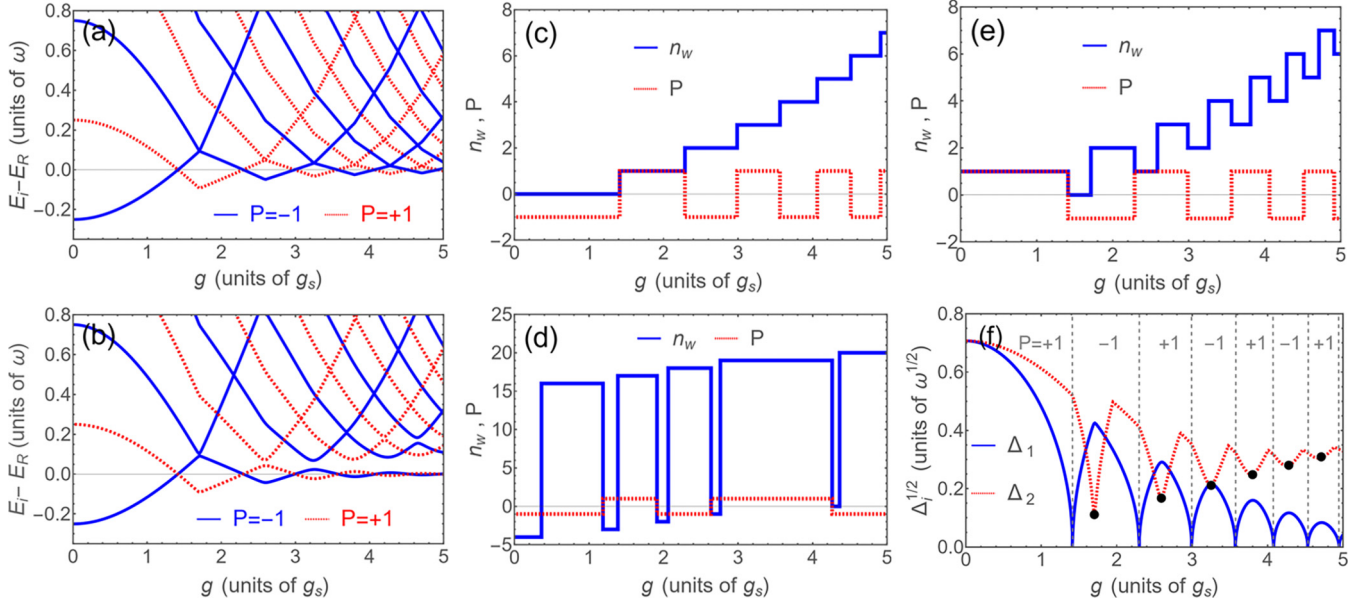 (a)
0.8
0.6
0.4
0.2
0.0
−0.2
E_i−E_R (units of ω)
P=−1 P=+1
0 1 2 3 4 5
g (units of g_s)
(c)
8
6
4
2
0
−2
n_w , P
n_w
P
0 1 2 3 4 5
g (units of g_s)
(e)
8
6
4
2
0
−2
n_w , P
n_w
P
0 1 2 3 4 5
g (units of g_s)
(b)
0.8
0.6
0.4
0.2
0.0
−0.2
E_i− E_R (units of ω)
P=−1 P=+1
0 1 2 3 4 5
g (units of g_s)
(d)
25
20
15
10
5
0
−5
n_w, P
n_w P
0 1 2 3 4 5
g (units of g_s)
(f)
0.8
0.6
0.4
0.2
0.0
Δ_i^{1/2} (units of ω^{1/2})
P=+1 −1 +1 −1 +1 −1 +1
Δ_1
Δ_2
0 1 2 3 4 5
g (units of g_s)